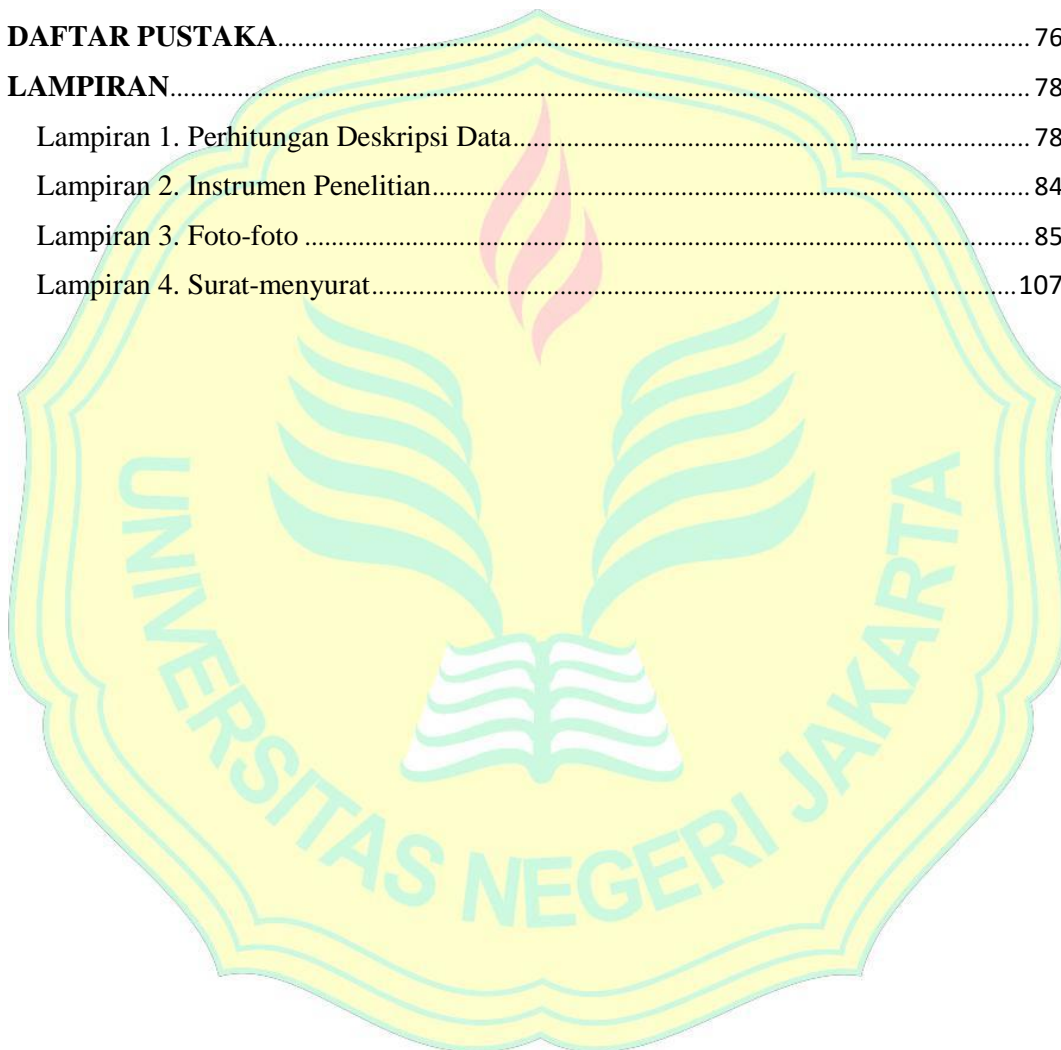 DAFTAR PUSTAKA........................................................................................................ 76
LAMPIRAN........................................................................................................ 78
Lampiran 1. Perhitungan Deskripsi Data........................................................................ 78
Lampiran 2. Instrumen Penelitian........................................................................ 84
Lampiran 3. Foto-foto ........................................................................ 85
Lampiran 4. Surat-menyurat........................................................................107
UNIVERSITAS NEGERI JAKARTA